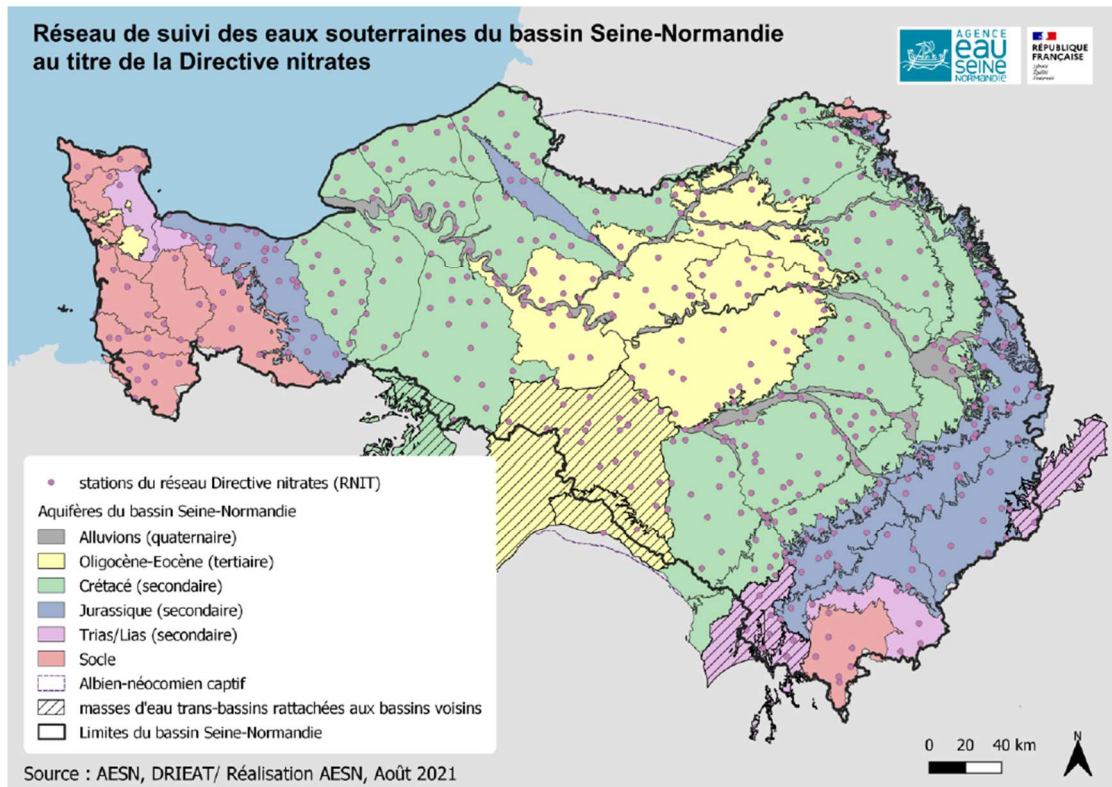 Réseau de suivi des eaux souterraines du bassin Seine-Normandie
au titre de la Directive nitrates
AGENCE
eau
SEINE
NORMANDIE
RÉPUBLIQUE
FRANÇAISE
Liberté
Égalité
Fraternité
stations du réseau Directive nitrates (RNIT)
Aquifères du bassin Seine-Normandie
Alluvions (quaternaire)
Oligocène-Eocène (tertiaire)
Crétacé (secondaire)
Jurassique (secondaire)
Trias/Lias (secondaire)
Socle
Albien-néocomien captif
masses d'eau trans-bassins rattachées aux bassins voisins
Limites du bassin Seine-Normandie
Source : AESN, DRIEAT/ Réalisation AESN, Août 2021
0 20 40 km
N